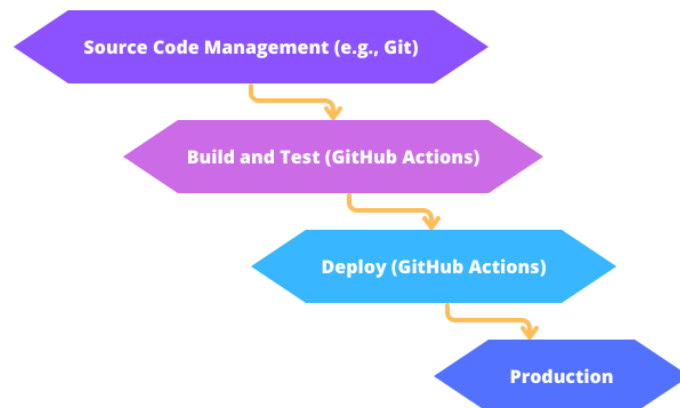 Source Code Management (e.g., Git)
Build and Test (GitHub Actions)
Deploy (GitHub Actions)
Production